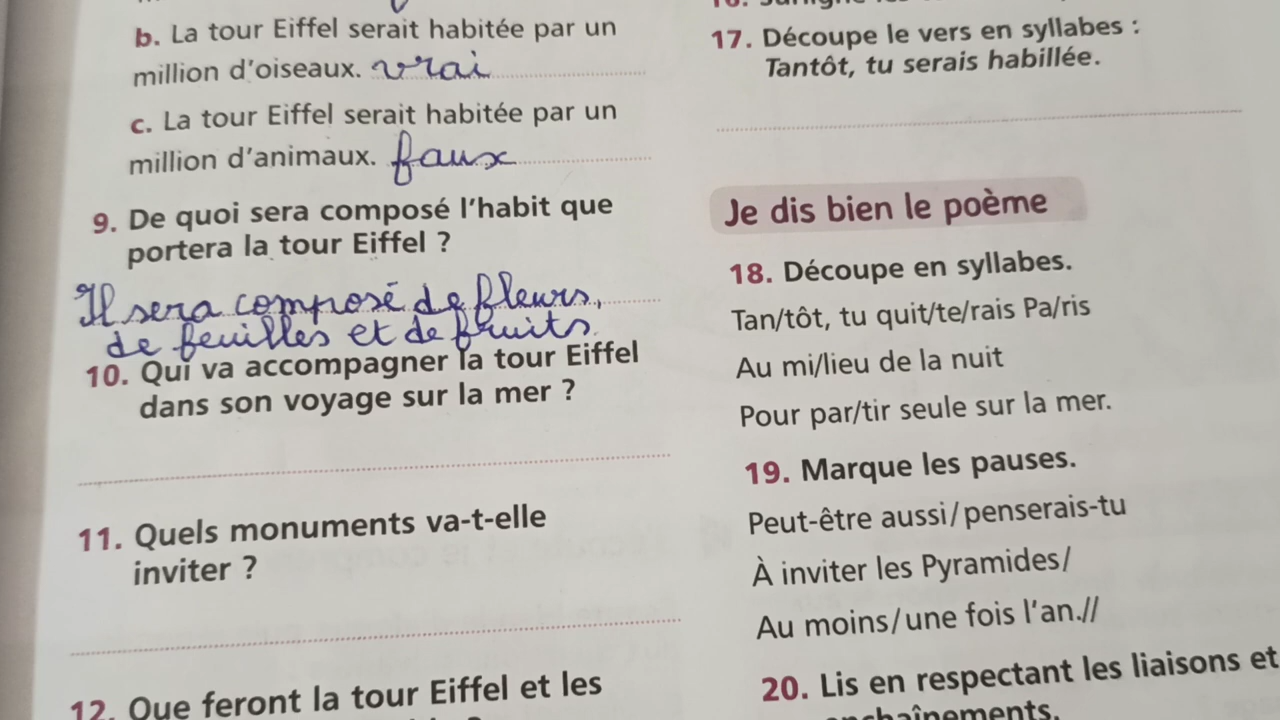 b. La tour Eiffel serait habitée par un
million d'oiseaux. vrai
c. La tour Eiffel serait habitée par un
million d'animaux. faux
9. De quoi sera composé l'habit que
portera la tour Eiffel ?
Il sera composé de fleurs,
de feuilles et de fruits.
10. Qui va accompagner la tour Eiffel
dans son voyage sur la mer ?
11. Quels monuments va-t-elle
inviter ?
12. Que feront la tour Eiffel et les
17. Découpe le vers en syllabes :
Tantôt, tu serais habillée.
Je dis bien le poème
18. Découpe en syllabes.
Tan/tôt, tu quit/te/rais Pa/ris
Au mi/lieu de la nuit
Pour par/tir seule sur la mer.
19. Marque les pauses.
Peut-être aussi/penserais-tu
À inviter les Pyramides/
Au moins/une fois l'an.//
20. Lis en respectant les liaisons et
enchaînements.